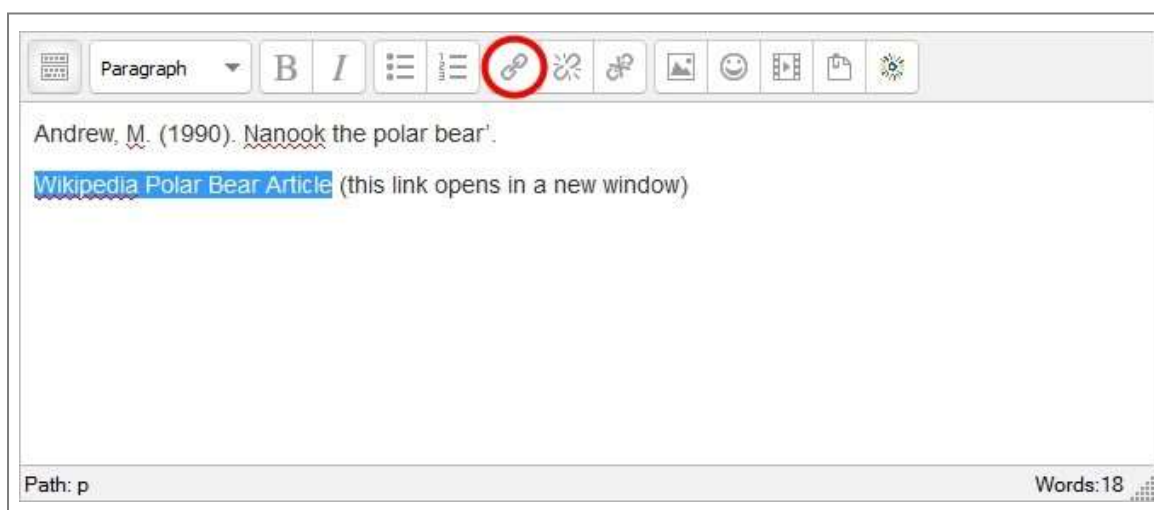 Paragraph B I
Andrew, M. (1990). Nanook the polar bear'.
Wikipedia Polar Bear Article (this link opens in a new window)
Path: p Words:18